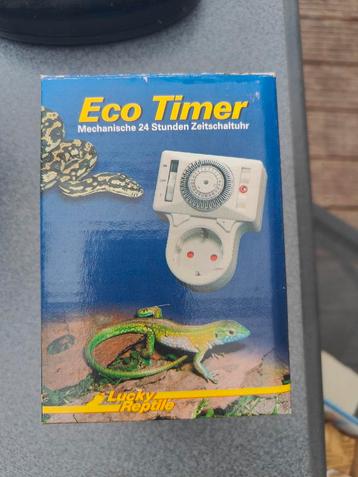 Eco Timer
Mechanische 24 Stunden Zeitschaltuhr
Lucky
Reptile